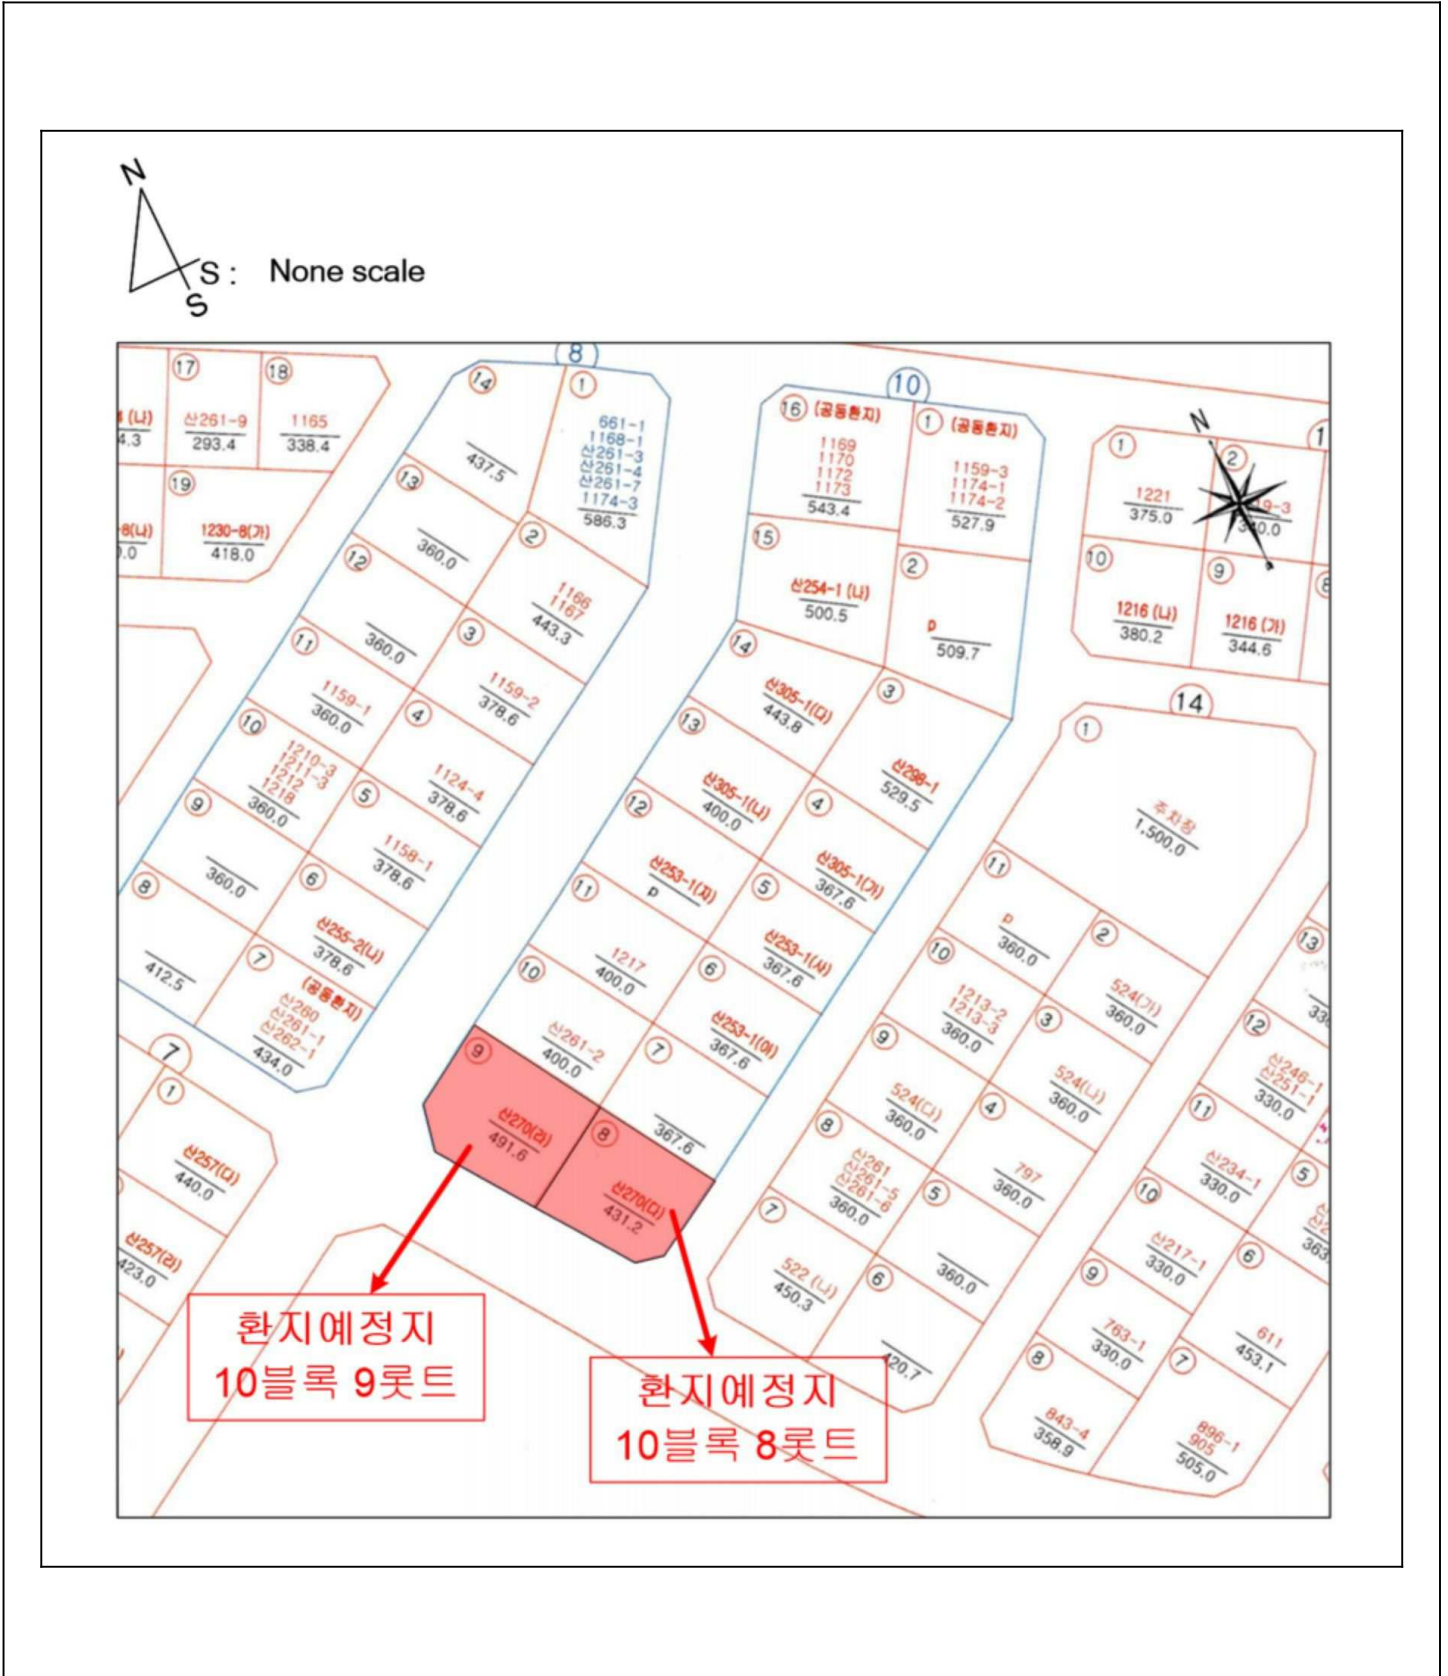 N
S : None scale
S
17
산261-9
293.4
18
1165
338.4
(나)
4.3
19
1230-8(가)
418.0
-8(나)
8
14
437.5
1
661-1
1168-1
산261-3
산261-4
산261-7
1174-3
586.3
13
360.0
2
1166
1167
443.3
12
360.0
3
1159-2
378.6
11
1159-1
360.0
4
1124-4
378.6
10
1210-3
1211-3
1212
1218
360.0
5
1158-1
378.6
9
360.0
6
산255-2(나)
378.6
8
412.5
7
(공동환지)
산260
산261-1
산262-1
434.0
10
16 (공동환지)
1169
1170
1172
1173
543.4
1 (공동환지)
1159-3
1174-1
1174-2
527.9
15
산254-1 (나)
500.5
2
p
509.7
14
산305-1(다)
443.8
3
산298-1
529.5
13
산305-1(나)
400.0
4
산305-1(가)
367.6
12
산253-1(자)
p
5
산253-1(사)
367.6
11
1217
400.0
6
산253-1(아)
367.6
10
산261-2
400.0
7
367.6
9
산270(라)
491.6
8
산270(다)
431.2
N
1
1221
375.0
2
9-3
10
1216 (나)
380.2
9
1216 (가)
344.6
8
1
14
1
주차장
1,500.0
11
p
360.0
2
524(가)
360.0
10
1213-2
1213-3
360.0
3
524(나)
360.0
9
524(다)
360.0
4
797
360.0
8
산261
산261-5
산261-6
360.0
5
360.0
7
522 (나)
450.3
6
420.7
13
12
산246-1
산251-1
330.0
11
산234-1
330.0
5
363
10
산217-1
330.0
6
611
453.1
9
763-1
330.0
7
896-1
905
505.0
8
843-4
358.9
7
1
산257(다)
440.0
산257(라)
423.0
환지예정지
10블록 9롯트
환지예정지
10블록 8롯트